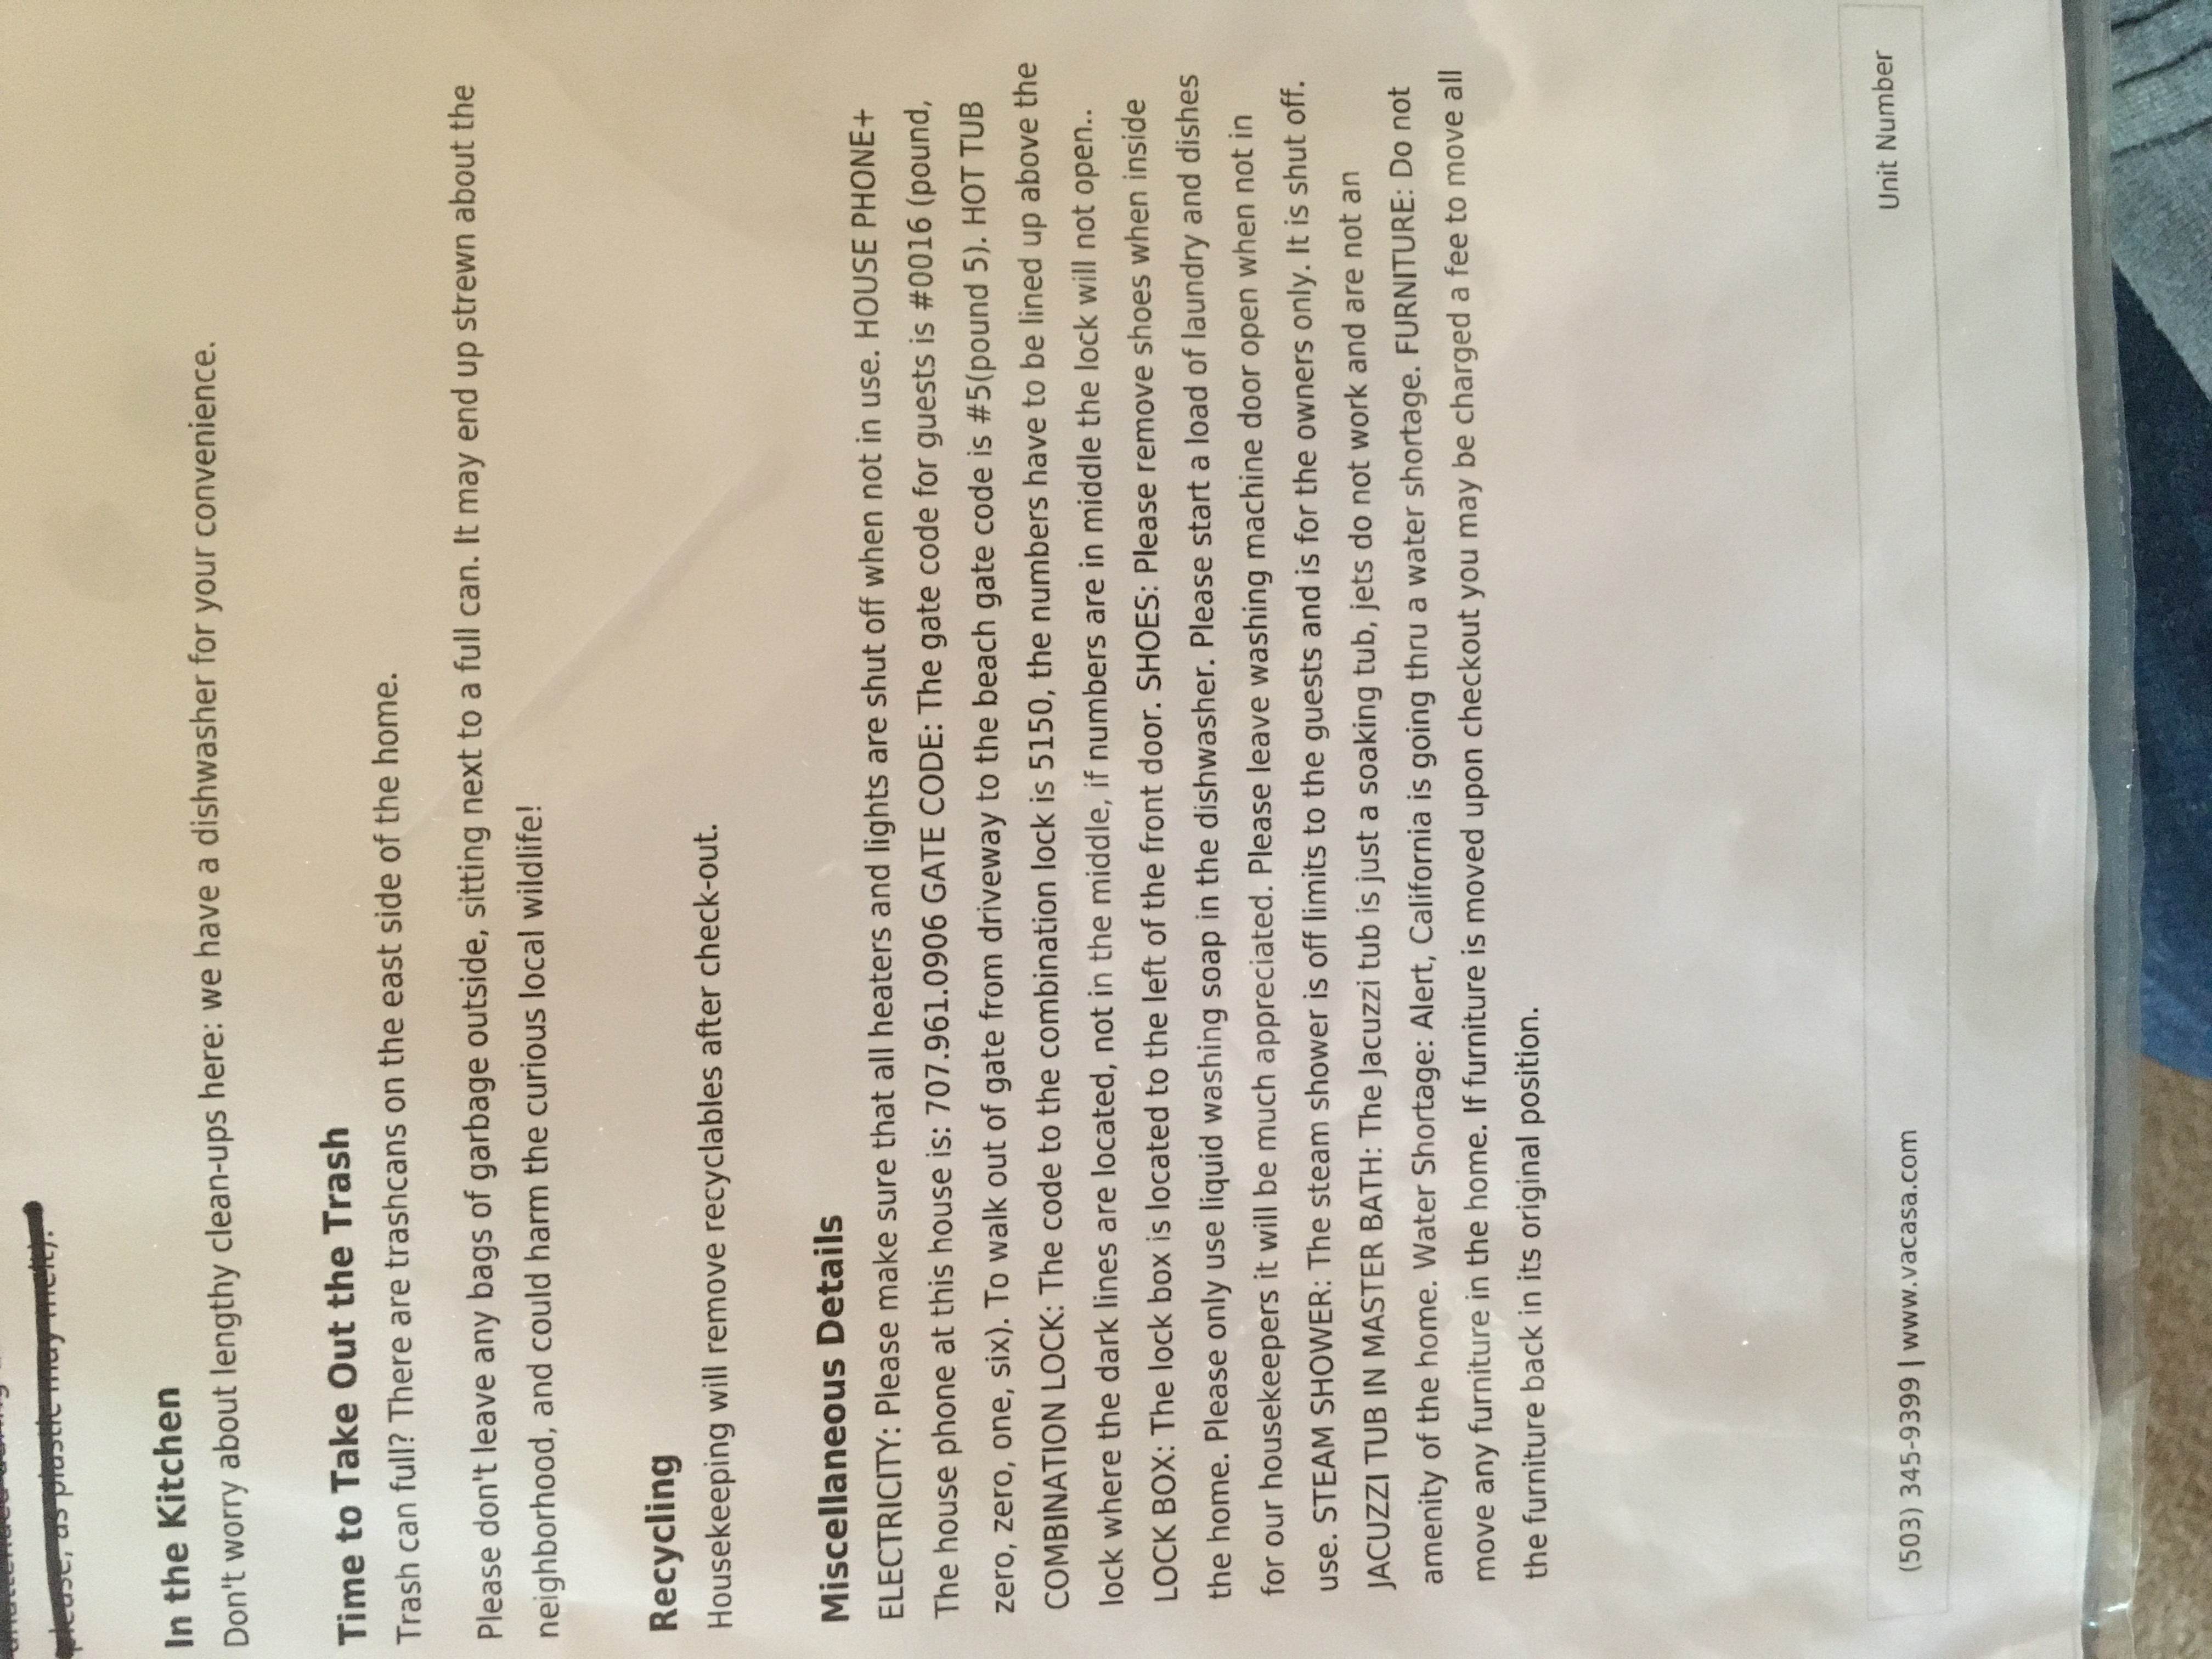 please, as plastic may melt).
In the Kitchen
Don't worry about lengthy clean-ups here: we have a dishwasher for your convenience.
Time to Take Out the Trash
Trash can full? There are trashcans on the east side of the home.
Please don't leave any bags of garbage outside, sitting next to a full can. It may end up strewn about the
neighborhood, and could harm the curious local wildlife!
Recycling
Housekeeping will remove recyclables after check-out.
Miscellaneous Details
ELECTRICITY: Please make sure that all heaters and lights are shut off when not in use. HOUSE PHONE+
The house phone at this house is: 707.961.0906 GATE CODE: The gate code for guests is #0016 (pound,
zero, zero, one, six). To walk out of gate from driveway to the beach gate code is #5(pound 5). HOT TUB
COMBINATION LOCK: The code to the combination lock is 5150, the numbers have to be lined up above the
lock where the dark lines are located, not in the middle, if numbers are in middle the lock will not open..
LOCK BOX: The lock box is located to the left of the front door. SHOES: Please remove shoes when inside
the home. Please only use liquid washing soap in the dishwasher. Please start a load of laundry and dishes
for our housekeepers it will be much appreciated. Please leave washing machine door open when not in
use. STEAM SHOWER: The steam shower is off limits to the guests and is for the owners only. It is shut off.
JACUZZI TUB IN MASTER BATH: The Jacuzzi tub is just a soaking tub, jets do not work and are not an
amenity of the home. Water Shortage: Alert, California is going thru a water shortage. FURNITURE: Do not
move any furniture in the home. If furniture is moved upon checkout you may be charged a fee to move all
the furniture back in its original position.
(503) 345-9399 | www.vacasa.com
Unit Number